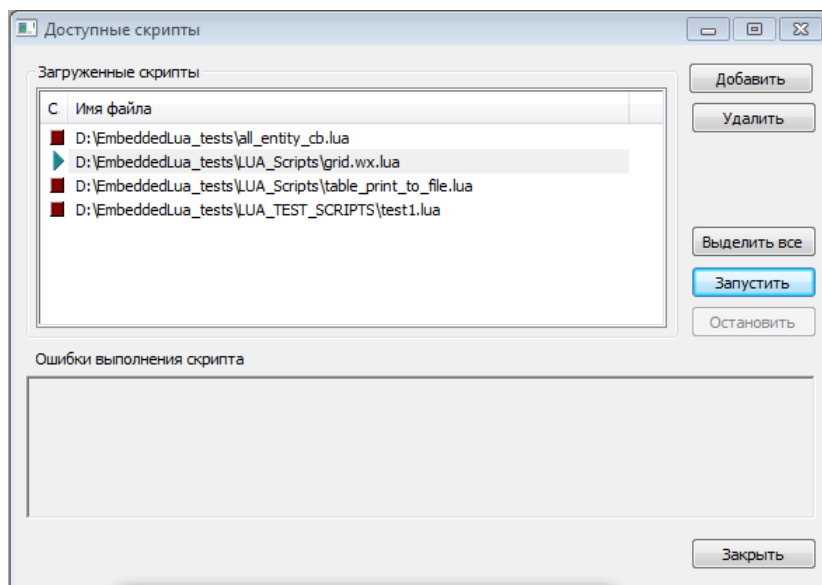 Доступные скрипты
Загруженные скрипты
С. Имя файла
D:\EmbeddedLua_tests\all_entity_cb.lua
D:\EmbeddedLua_tests\LUA_Scripts\grid.wx.lua
D:\EmbeddedLua_tests\LUA_Scripts\table_print_to_file.lua
D:\EmbeddedLua_tests\LUA_TEST_SCRIPTS\test1.lua
Добавить
Удалить
Выделить все
Запустить
Остановить
Ошибки выполнения скрипта
Закрыть